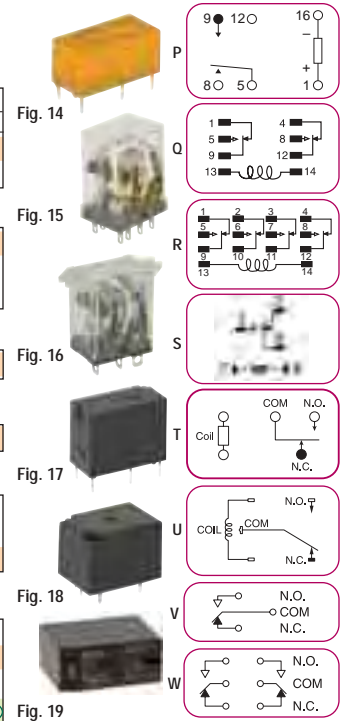 Fig. 14
Fig. 15
Fig. 16
Fig. 17
Fig. 18
Fig. 19
P
9 12 16
−
+
8 5 1
Q
1 4
5 8
9 12
13 14
R
1 2 3 4
5 6 7 8
9 10 11 12
13 14
S
T
COM N.O.
Coil
N.C.
U
N.O.
COIL COM
N.C.
V
N.O.
COM
N.C.
W
N.O.
COM
N.C.